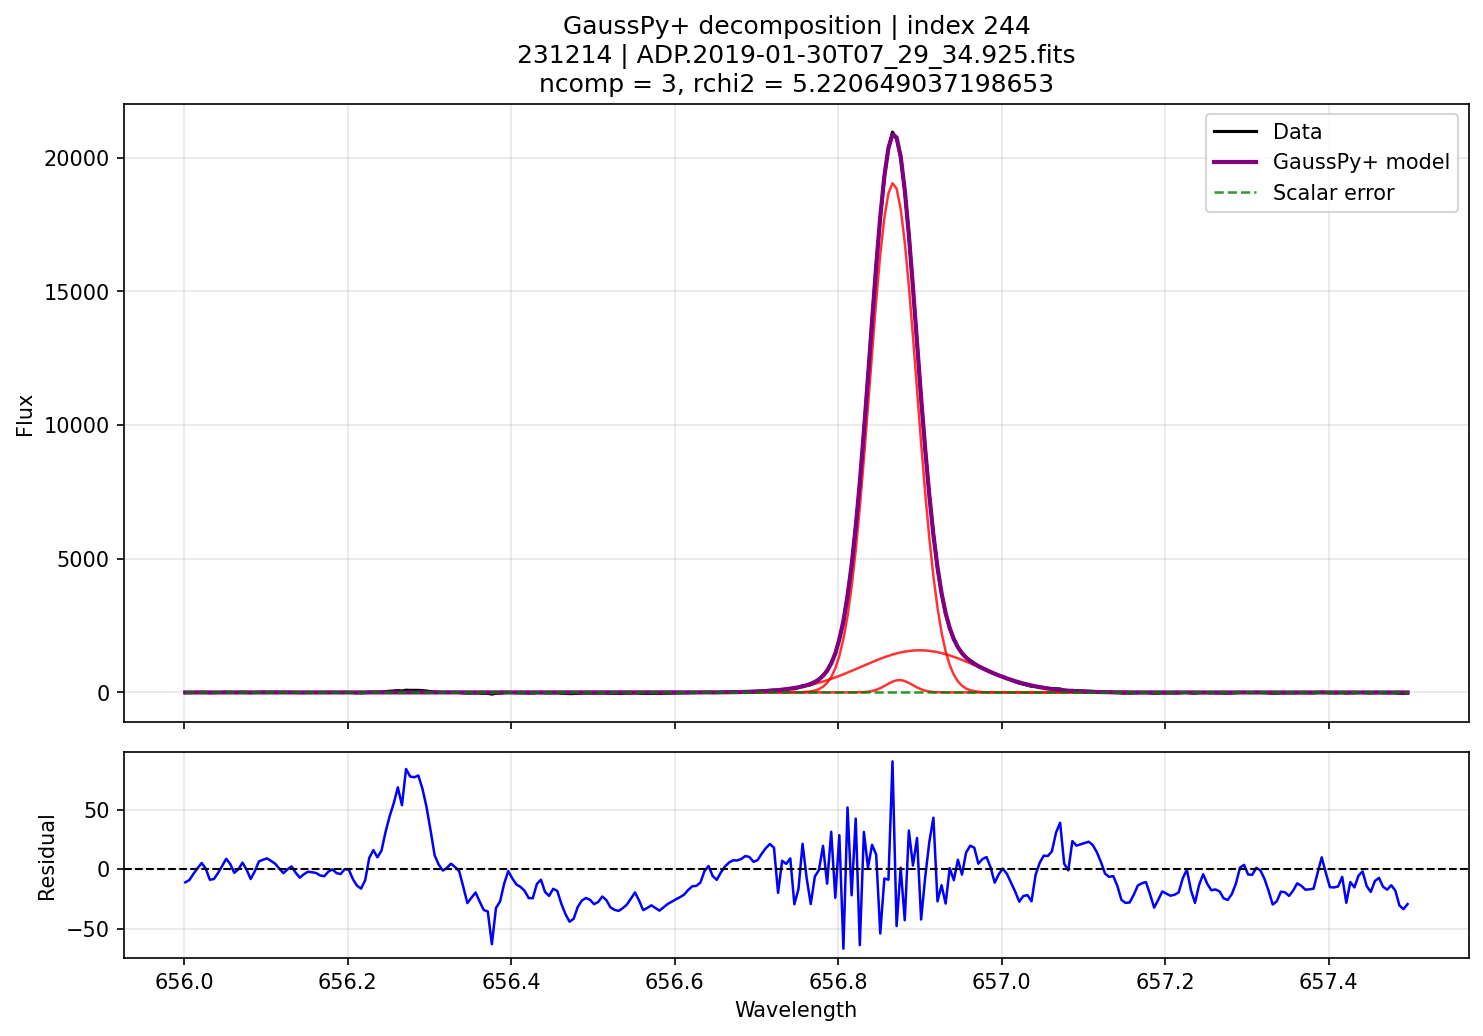 GaussPy+ decomposition | index 244
231214 | ADP.2019-01-30T07_29_34.925.fits
ncomp = 3, rchi2 = 5.220649037198653
Data
GaussPy+ model
Scalar error
Flux
20000
15000
10000
5000
0
Residual
50
0
−50
656.0 656.2 656.4 656.6 656.8 657.0 657.2 657.4
Wavelength